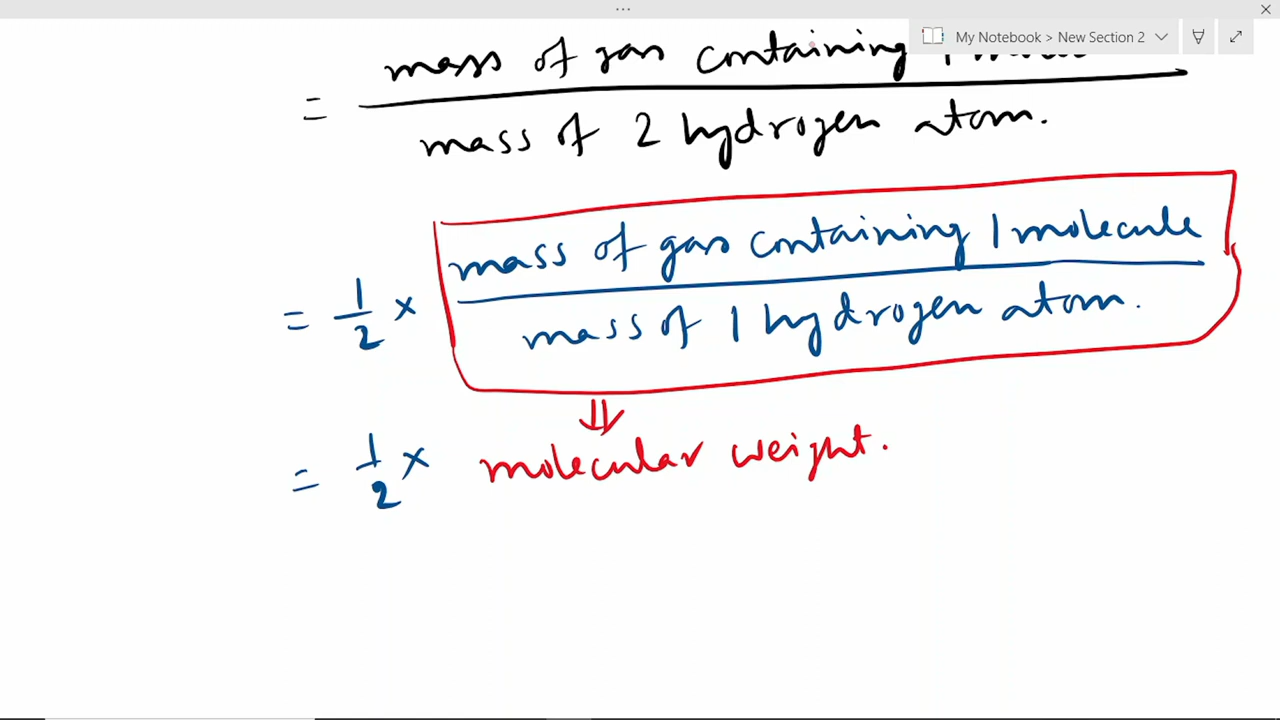 ...
My Notebook > New Section 2
mass of gas containing 1
= mass of 2 hydrogen atom.
mass of gas containing 1 molecule
= 1/2 × mass of 1 hydrogen atom.
⇓
= 1/2 × molecular weight.